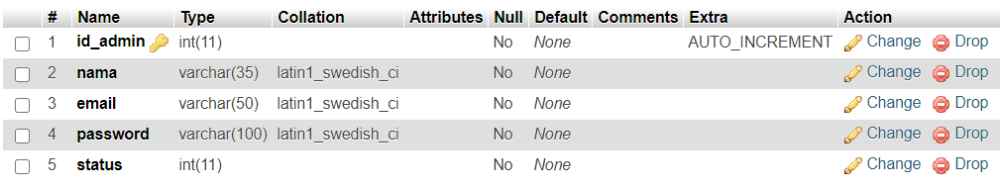 # Name Type Collation Attributes Null Default Comments Extra Action
1 id_admin int(11) No None AUTO_INCREMENT Change Drop
2 nama varchar(35) latin1_swedish_ci No None Change Drop
3 email varchar(50) latin1_swedish_ci No None Change Drop
4 password varchar(100) latin1_swedish_ci No None Change Drop
5 status int(11) No None Change Drop